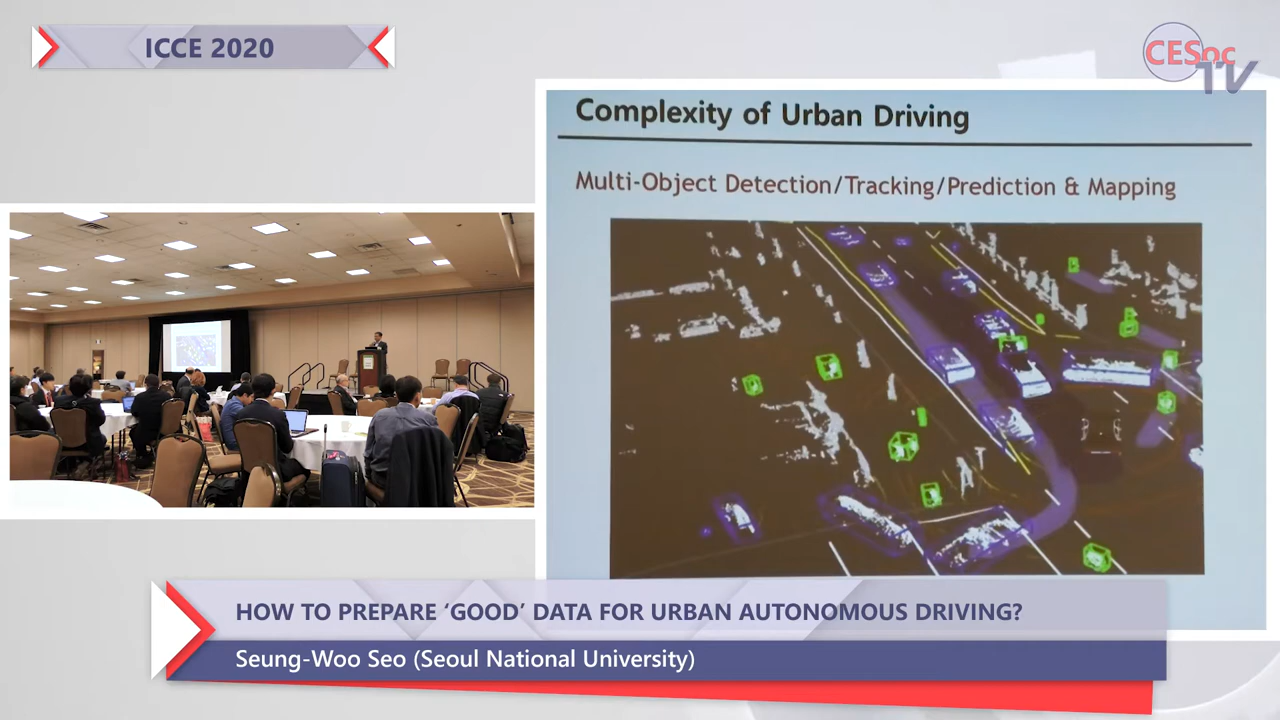 ICCE 2020
CESoc
TV
Complexity of Urban Driving
Multi-Object Detection/Tracking/Prediction & Mapping
HOW TO PREPARE ‘GOOD’ DATA FOR URBAN AUTONOMOUS DRIVING?
Seung-Woo Seo (Seoul National University)